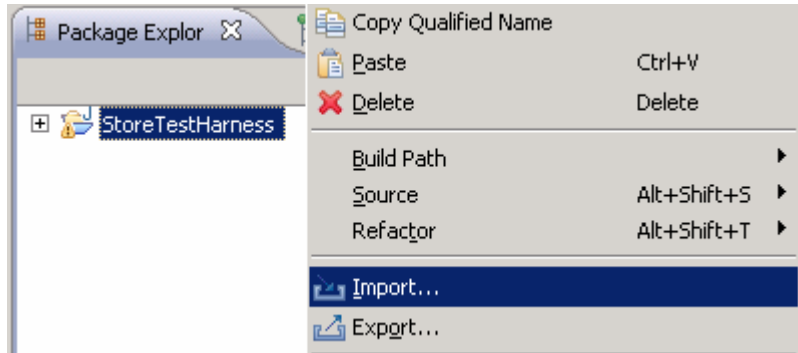 Package Explor
StoreTestHarness
Copy Qualified Name
Paste Ctrl+V
Delete Delete
Build Path
Source Alt+Shift+S
Refactor Alt+Shift+T
Import...
Export...